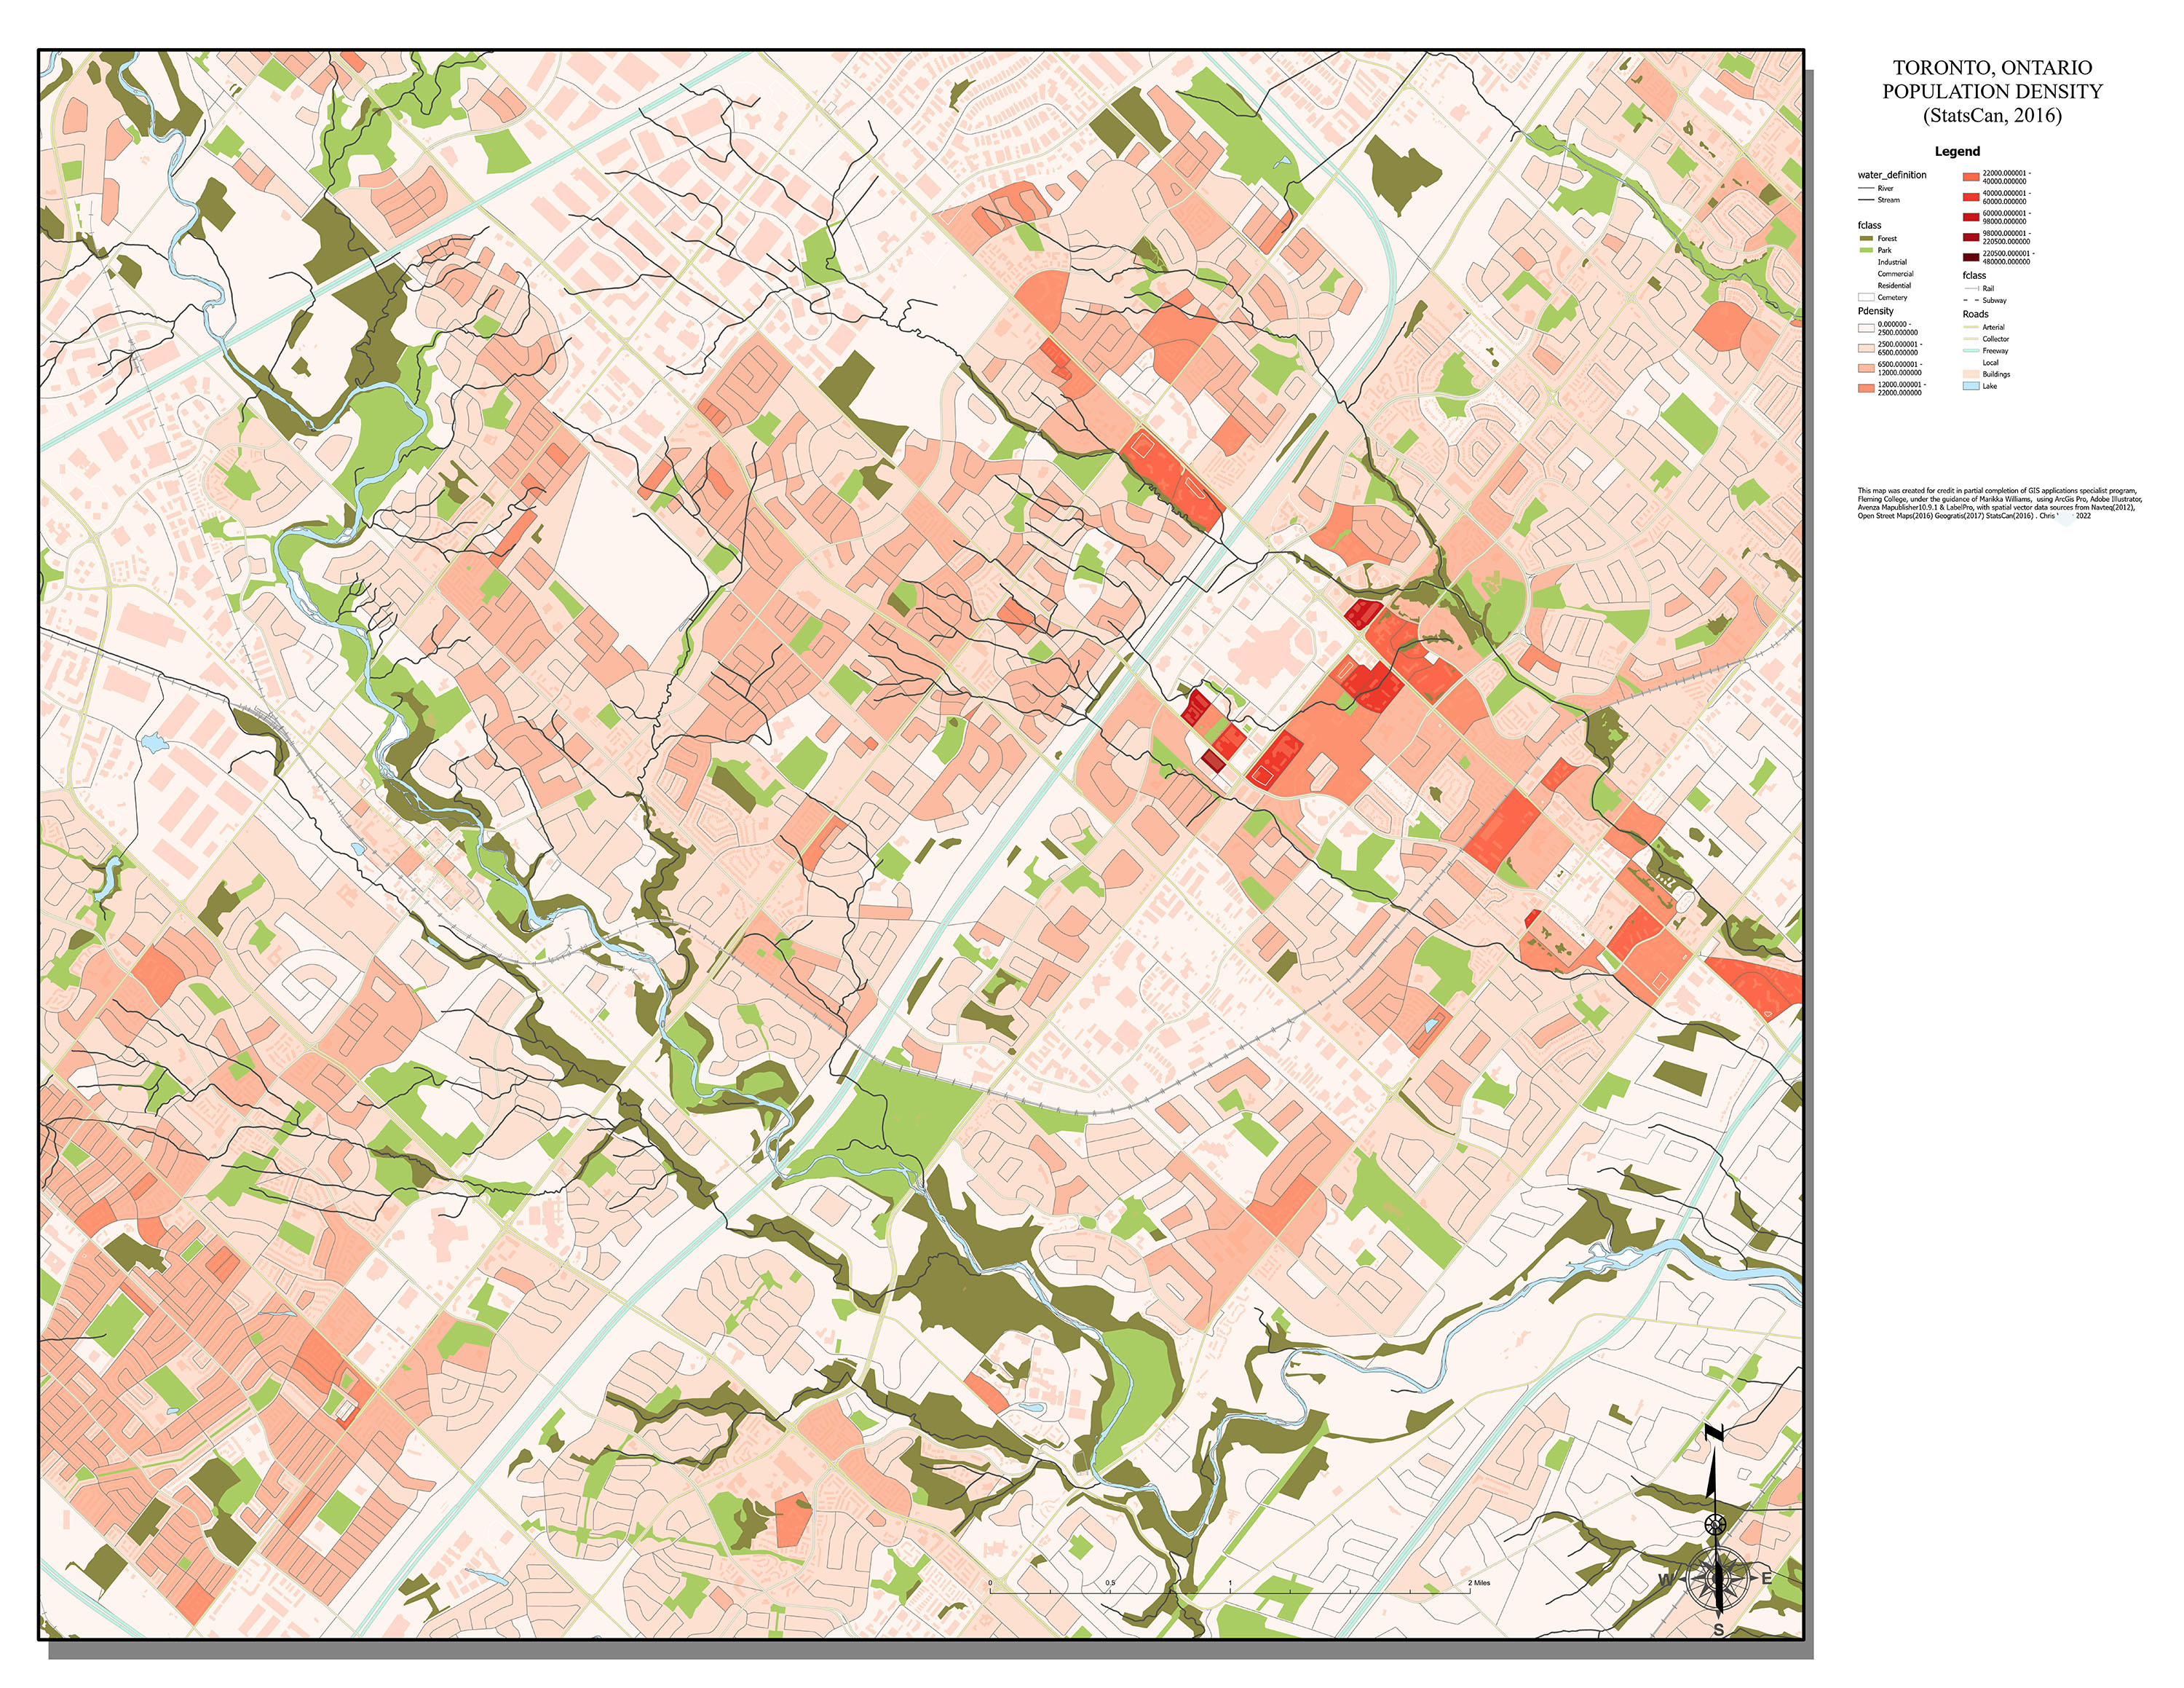 TORONTO, ONTARIO
POPULATION DENSITY
(StatsCan, 2016)
Legend
water_definition
River
Stream
fclass
Forest
Park
Industrial
Commercial
Residential
Cemetery
Pdensity
0.000000 -
2500.000000
2500.000001 -
6500.000000
6500.000001 -
12000.000000
12000.000001 -
22000.000000
22000.000001 -
40000.000000
40000.000001 -
60000.000000
60000.000001 -
98000.000000
98000.000001 -
220500.000000
220500.000001 -
480000.000000
fclass
Rail
Subway
Roads
Arterial
Collector
Freeway
Local
Buildings
Lake
This map was created for credit in partial completion of GIS applications specialist program,
Fleming College, under the guidance of Marikka Williams, using ArcGis Pro, Adobe Illustrator,
Avenza Mapublisher10.9.1 & LabelPro, with spatial vector data sources from Navteq(2012),
Open Street Maps(2016) Geogratis(2017) StatsCan(2016) . Chris 2022
N
W E
S
0 0.5 1 2 Miles